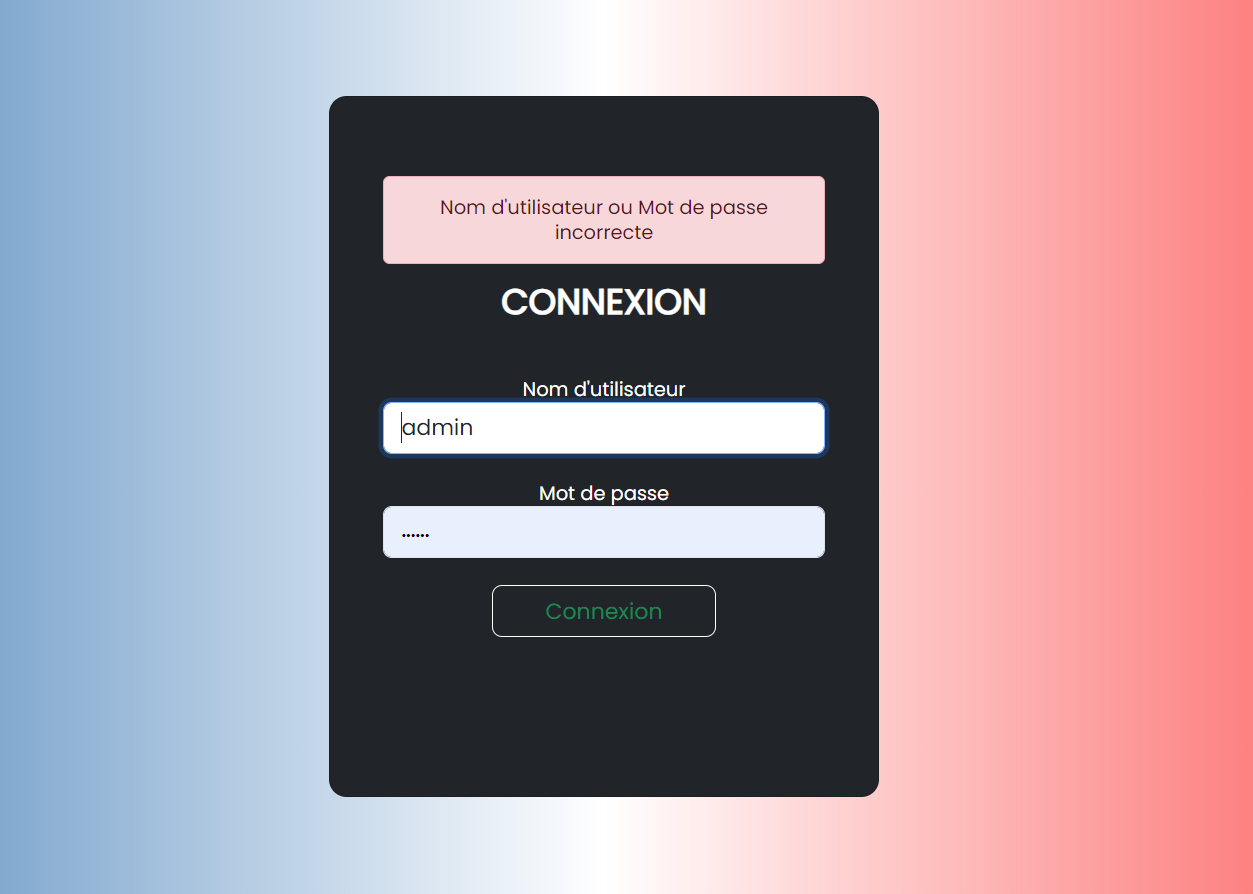 Nom d'utilisateur ou Mot de passe
incorrecte
CONNEXION
Nom d'utilisateur
admin
Mot de passe
••••••
Connexion